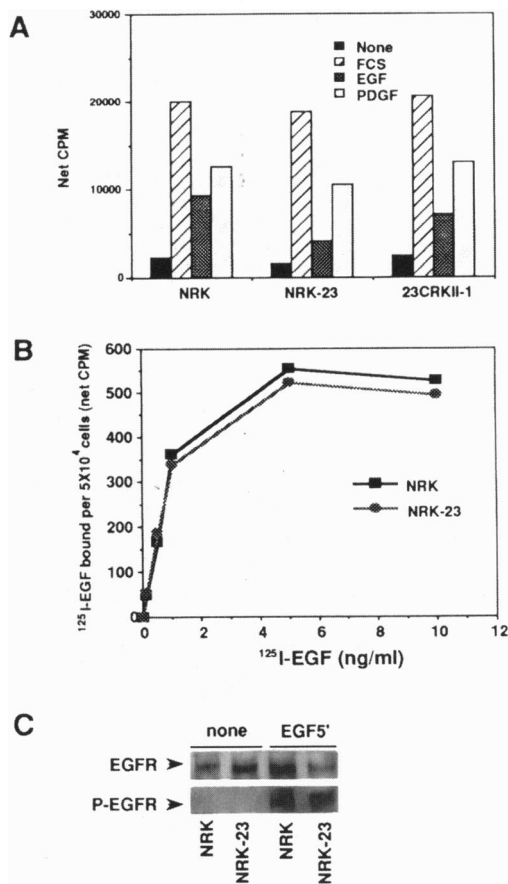 A
None
FCS
EGF
PDGF
Net CPM
30000
20000
10000
0
NRK
NRK-23
23CRKII-1
B
¹²⁵I-EGF bound per 5X10⁴ cells (net CPM)
600
500
400
300
200
100
0
NRK
NRK-23
0
2
4
6
8
10
12
¹²⁵I-EGF (ng/ml)
C
none
EGF5'
EGFR
P-EGFR
NRK
NRK-23
NRK
NRK-23